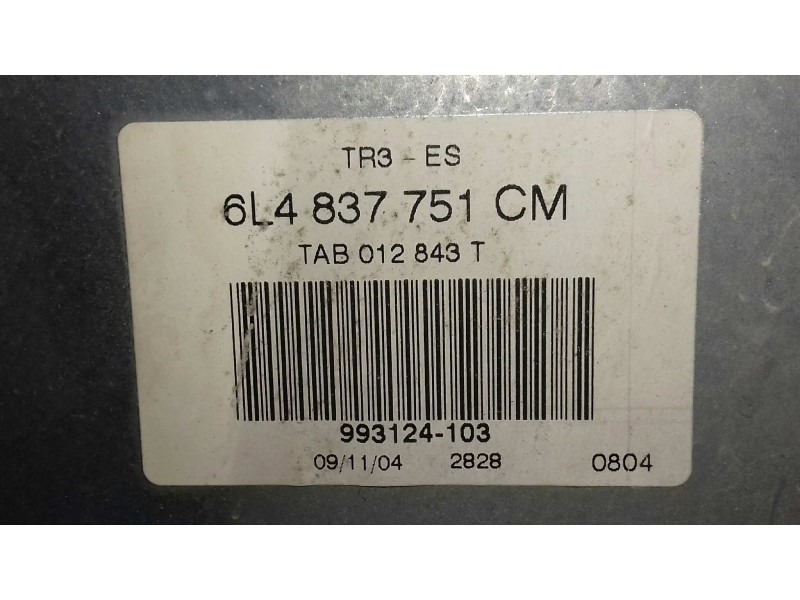 TR3 - ES
6L4 837 751 CM
TAB 012 843 T
993124-103
09/11/04 2828 0804